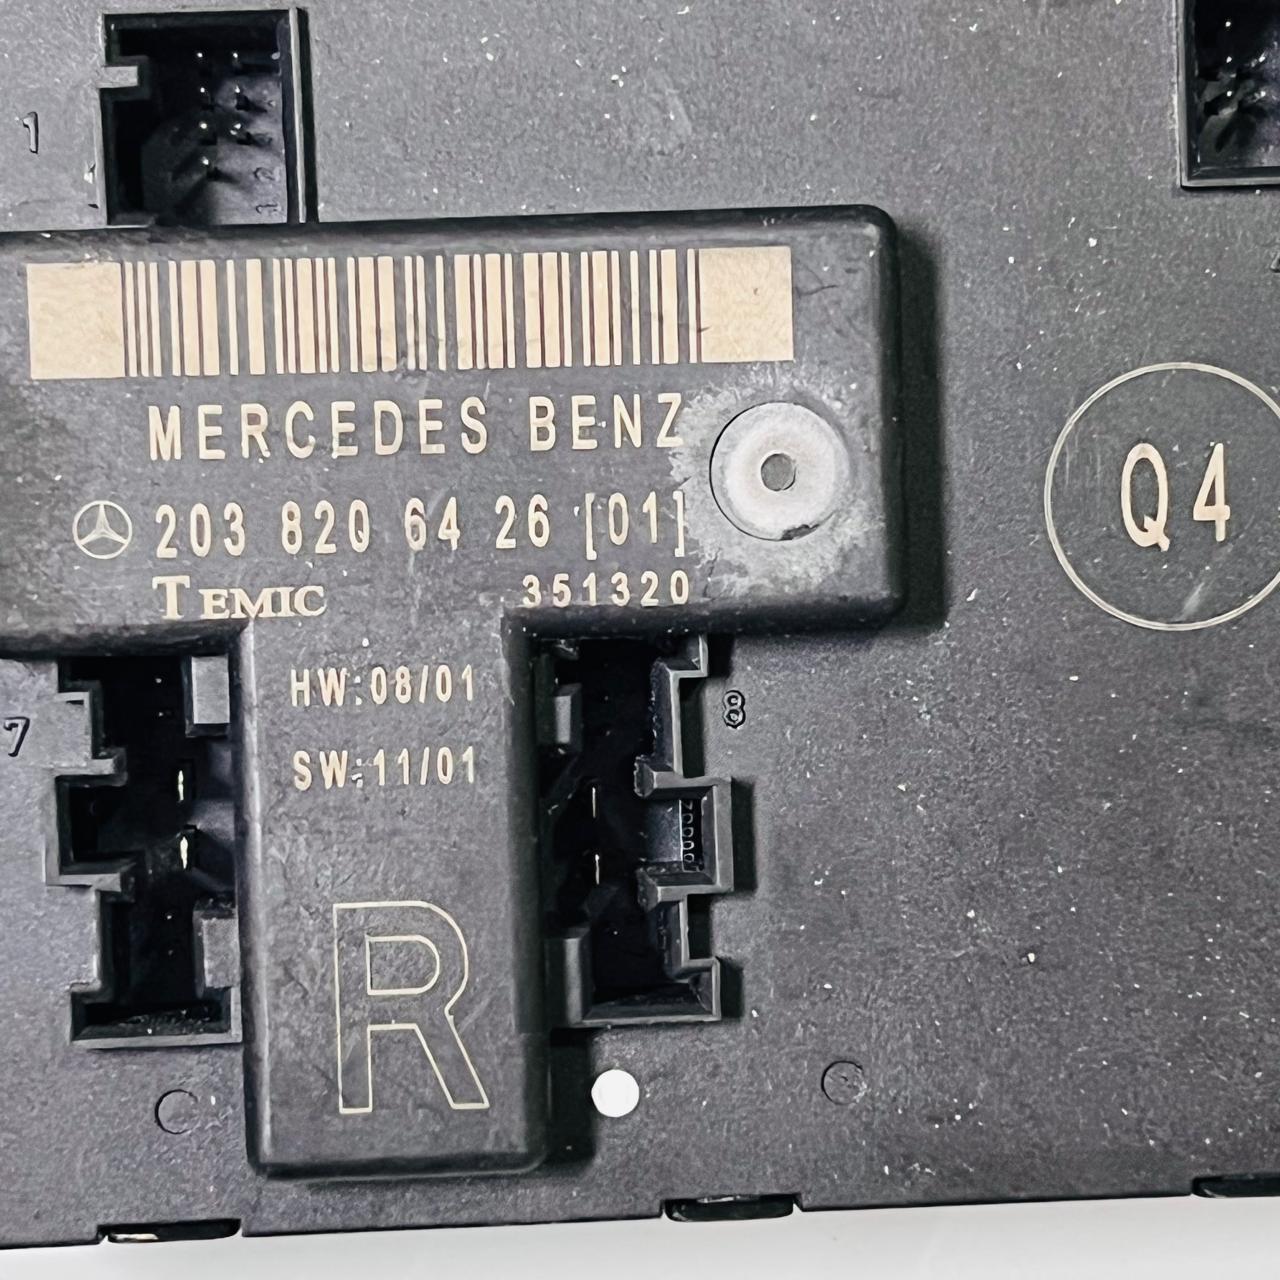 1
MERCEDES BENZ
203 820 64 26 [01]
TEMIC 351320
Q4
HW:08/01
SW:11/01
7
8
R